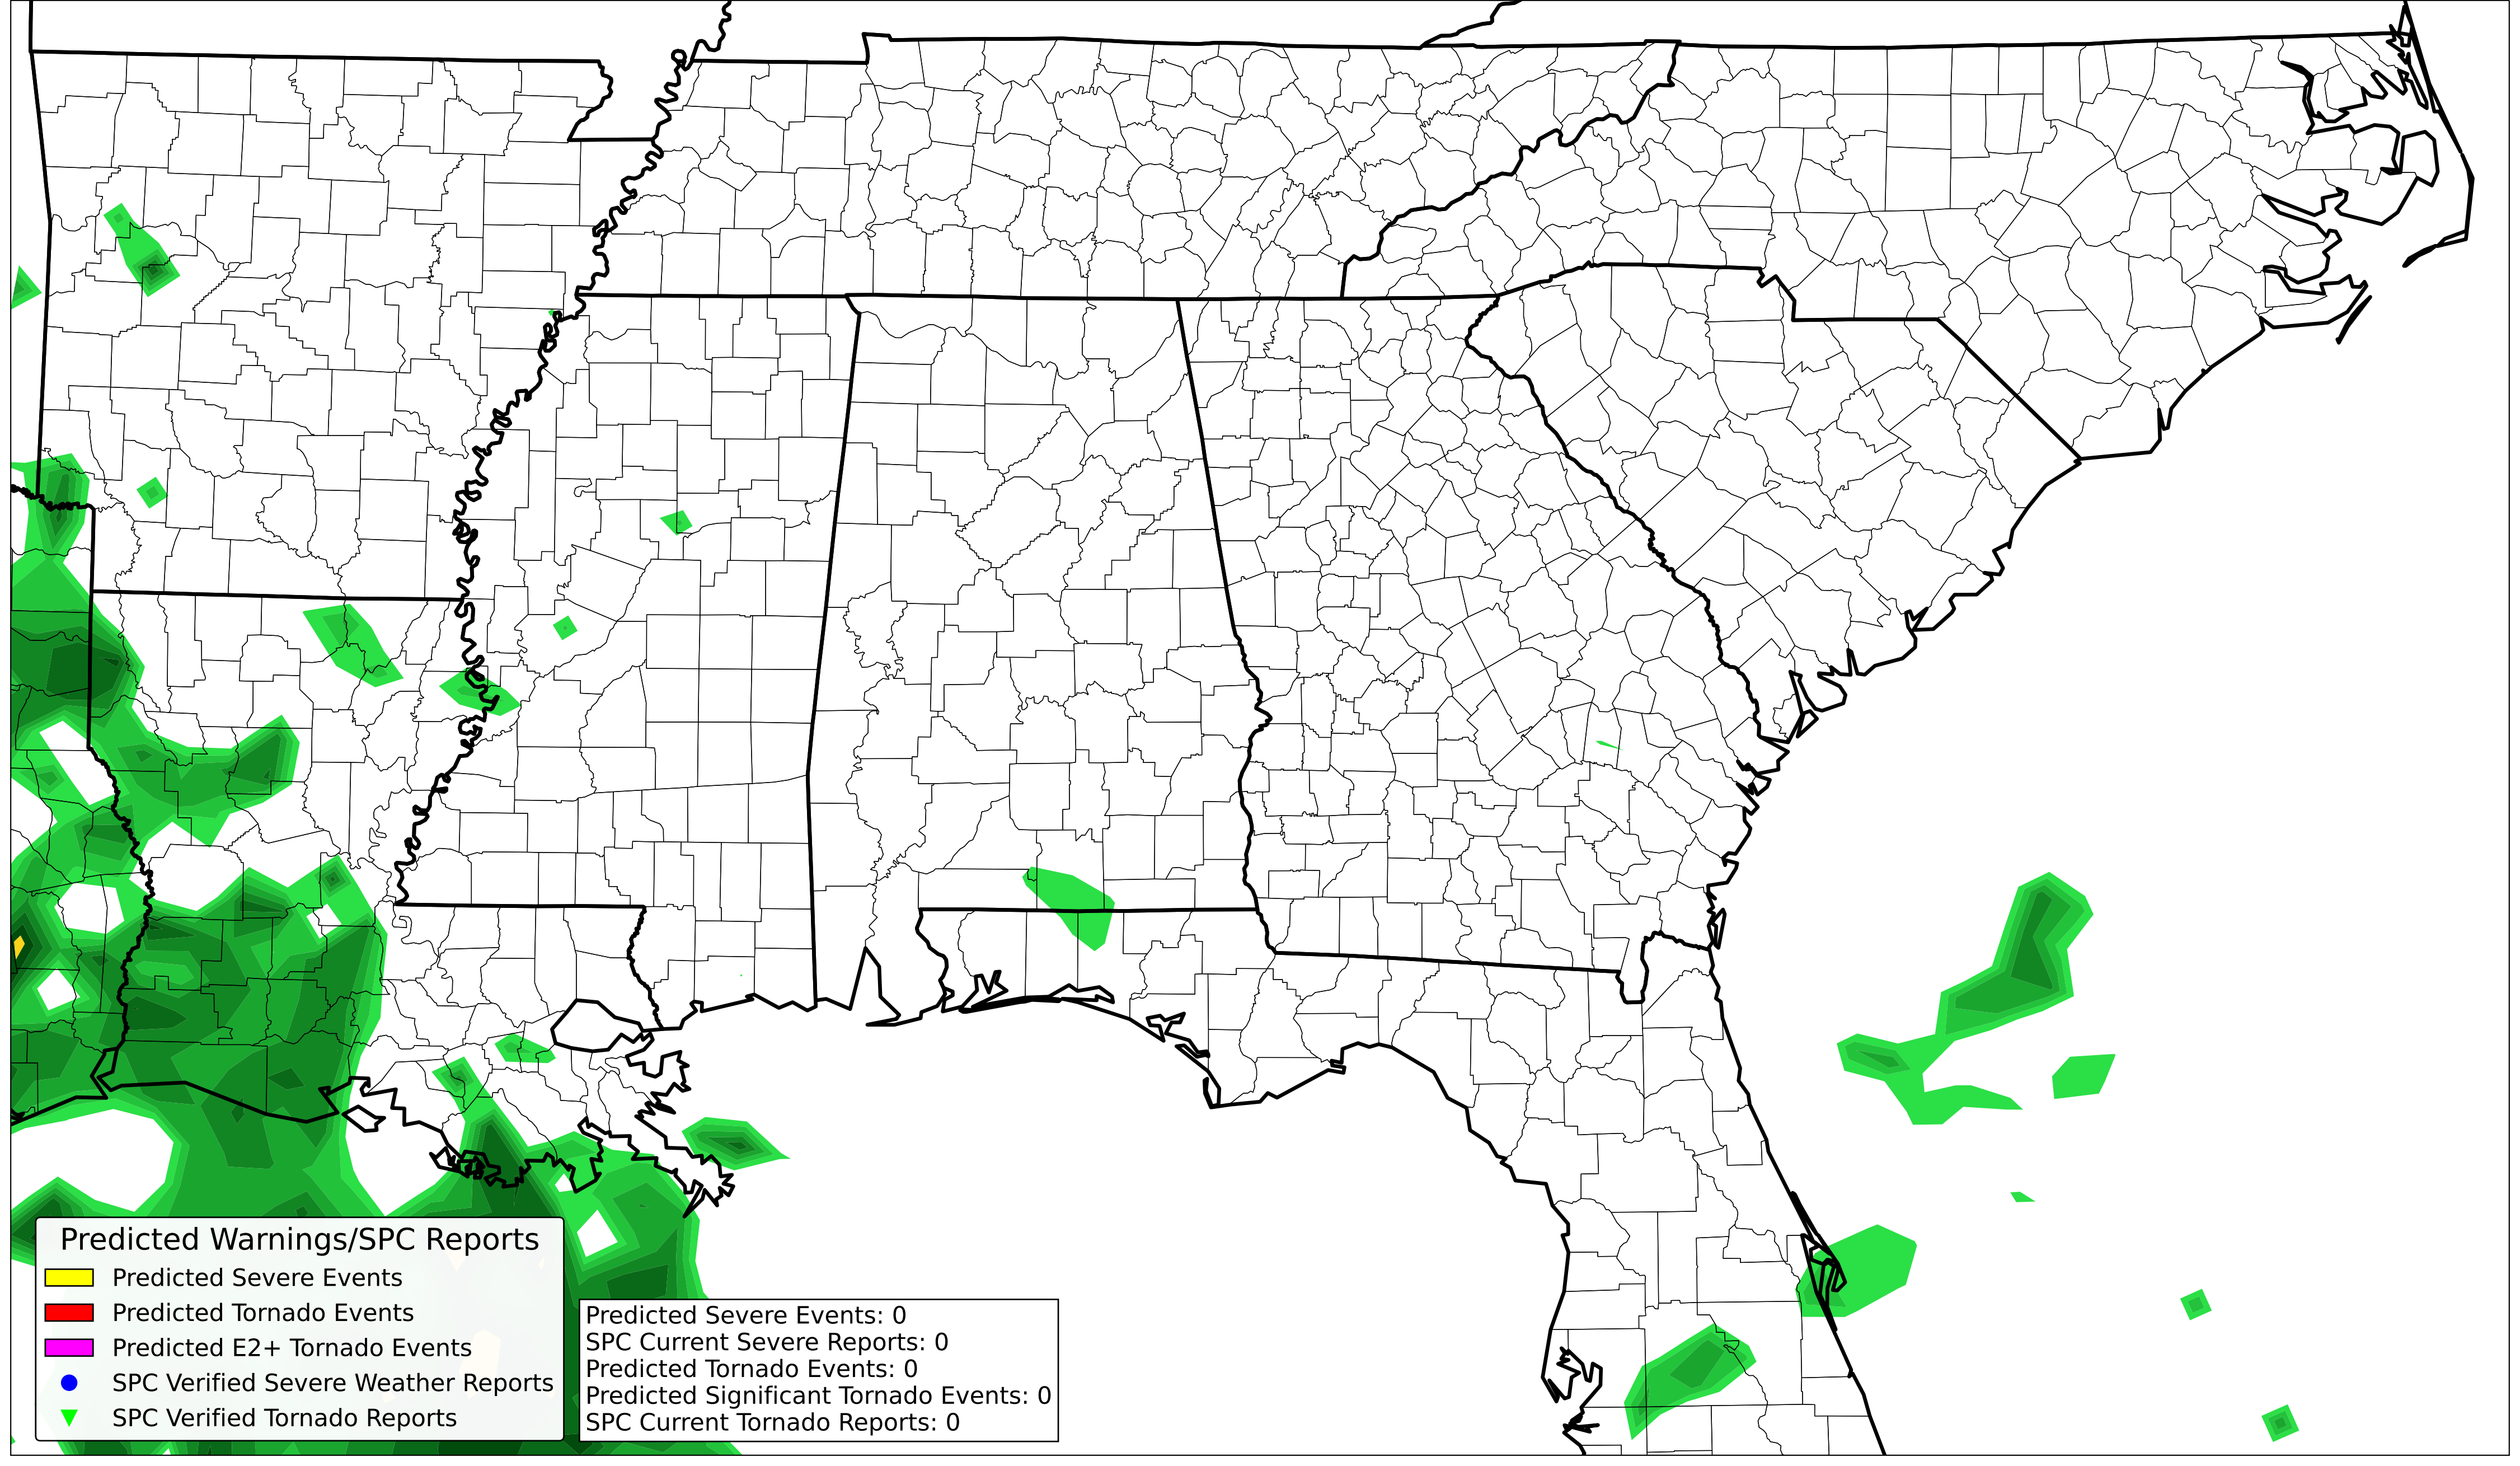 Predicted Warnings/SPC Reports
Predicted Severe Events
Predicted Tornado Events
Predicted E2+ Tornado Events
SPC Verified Severe Weather Reports
SPC Verified Tornado Reports
Predicted Severe Events: 0
SPC Current Severe Reports: 0
Predicted Tornado Events: 0
Predicted Significant Tornado Events: 0
SPC Current Tornado Reports: 0